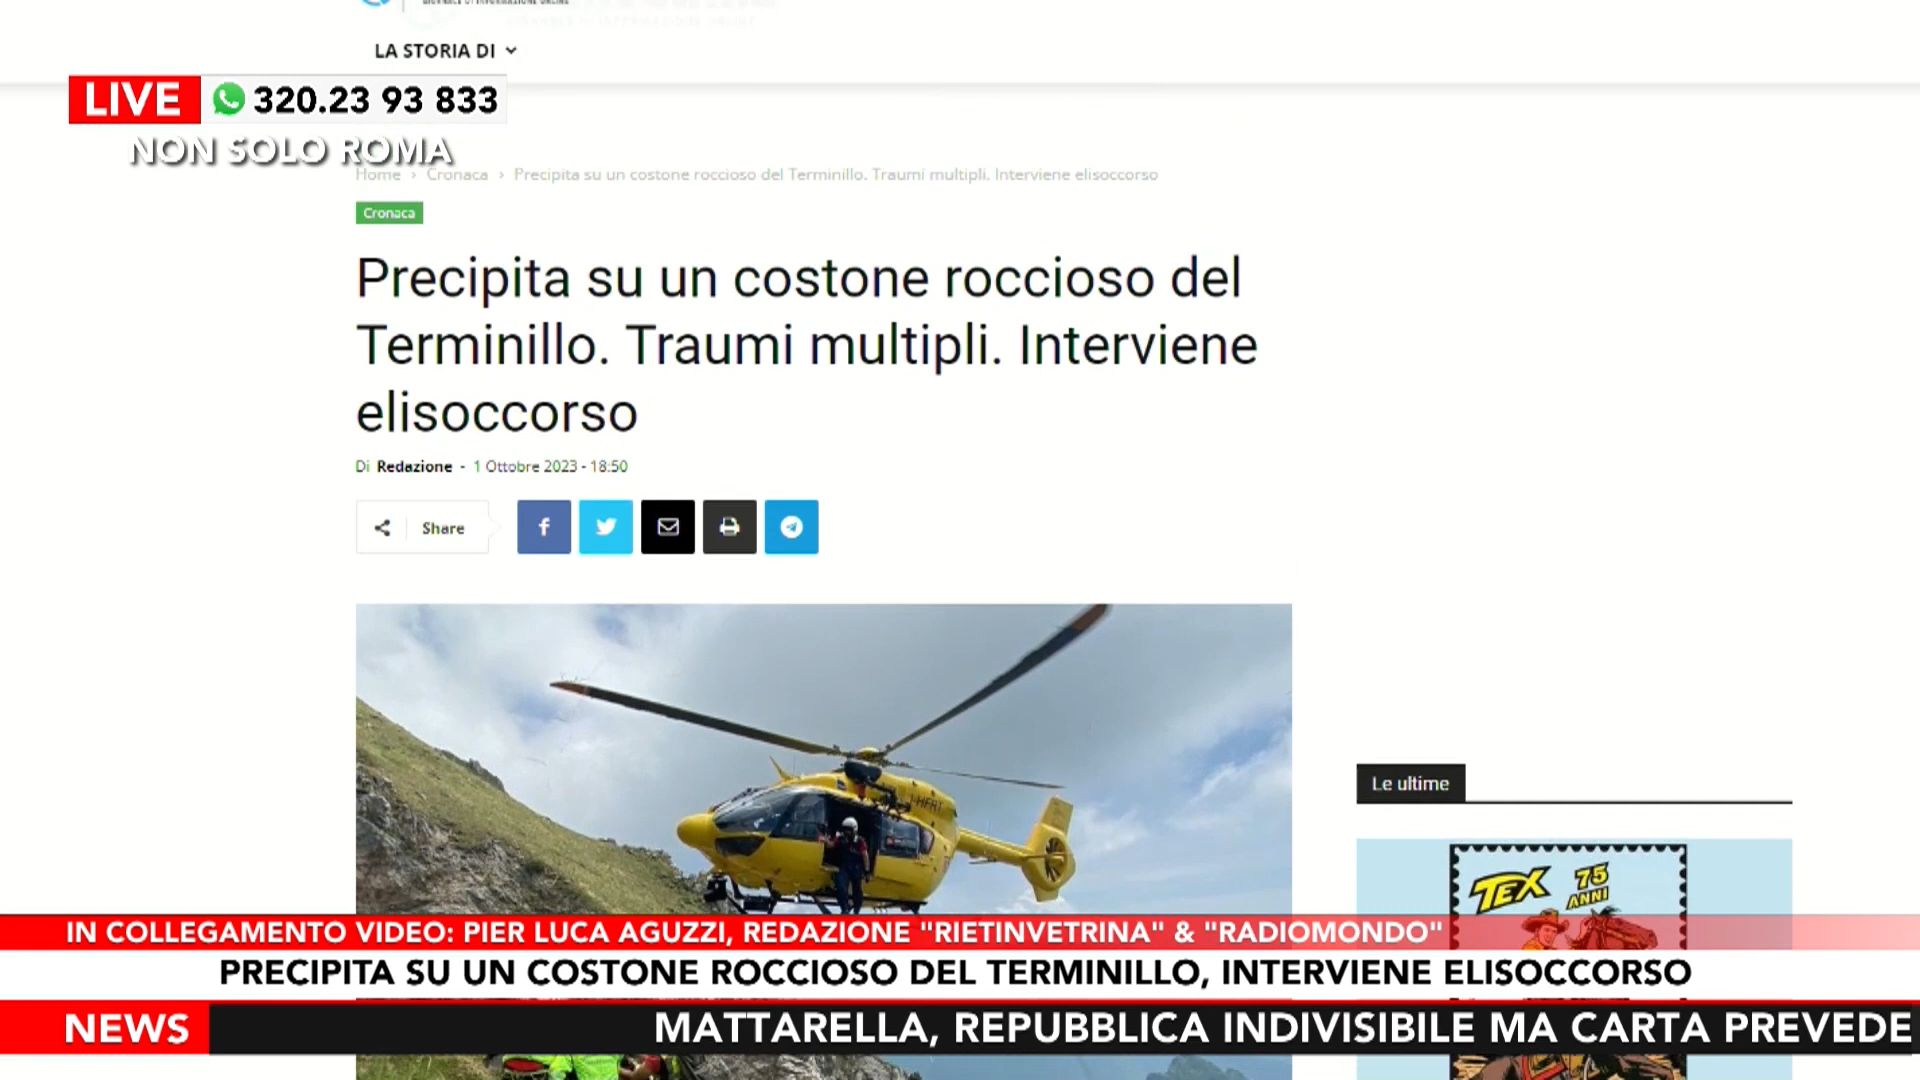 LA STORIA DI
LIVE 320.23 93 833
NON SOLO ROMA
Home › Cronaca › Precipita su un costone roccioso del Terminillo. Traumi multipli. Interviene elisoccorso
Cronaca
Precipita su un costone roccioso del
Terminillo. Traumi multipli. Interviene
elisoccorso
Di Redazione - 1 Ottobre 2023 - 18:50
Share
Le ultime
TEX 75
ANNI
IN COLLEGAMENTO VIDEO: PIER LUCA AGUZZI, REDAZIONE "RIETINVETRINA" & "RADIOMONDO"
PRECIPITA SU UN COSTONE ROCCIOSO DEL TERMINILLO, INTERVIENE ELISOCCORSO
NEWS MATTARELLA, REPUBBLICA INDIVISIBILE MA CARTA PREVEDE